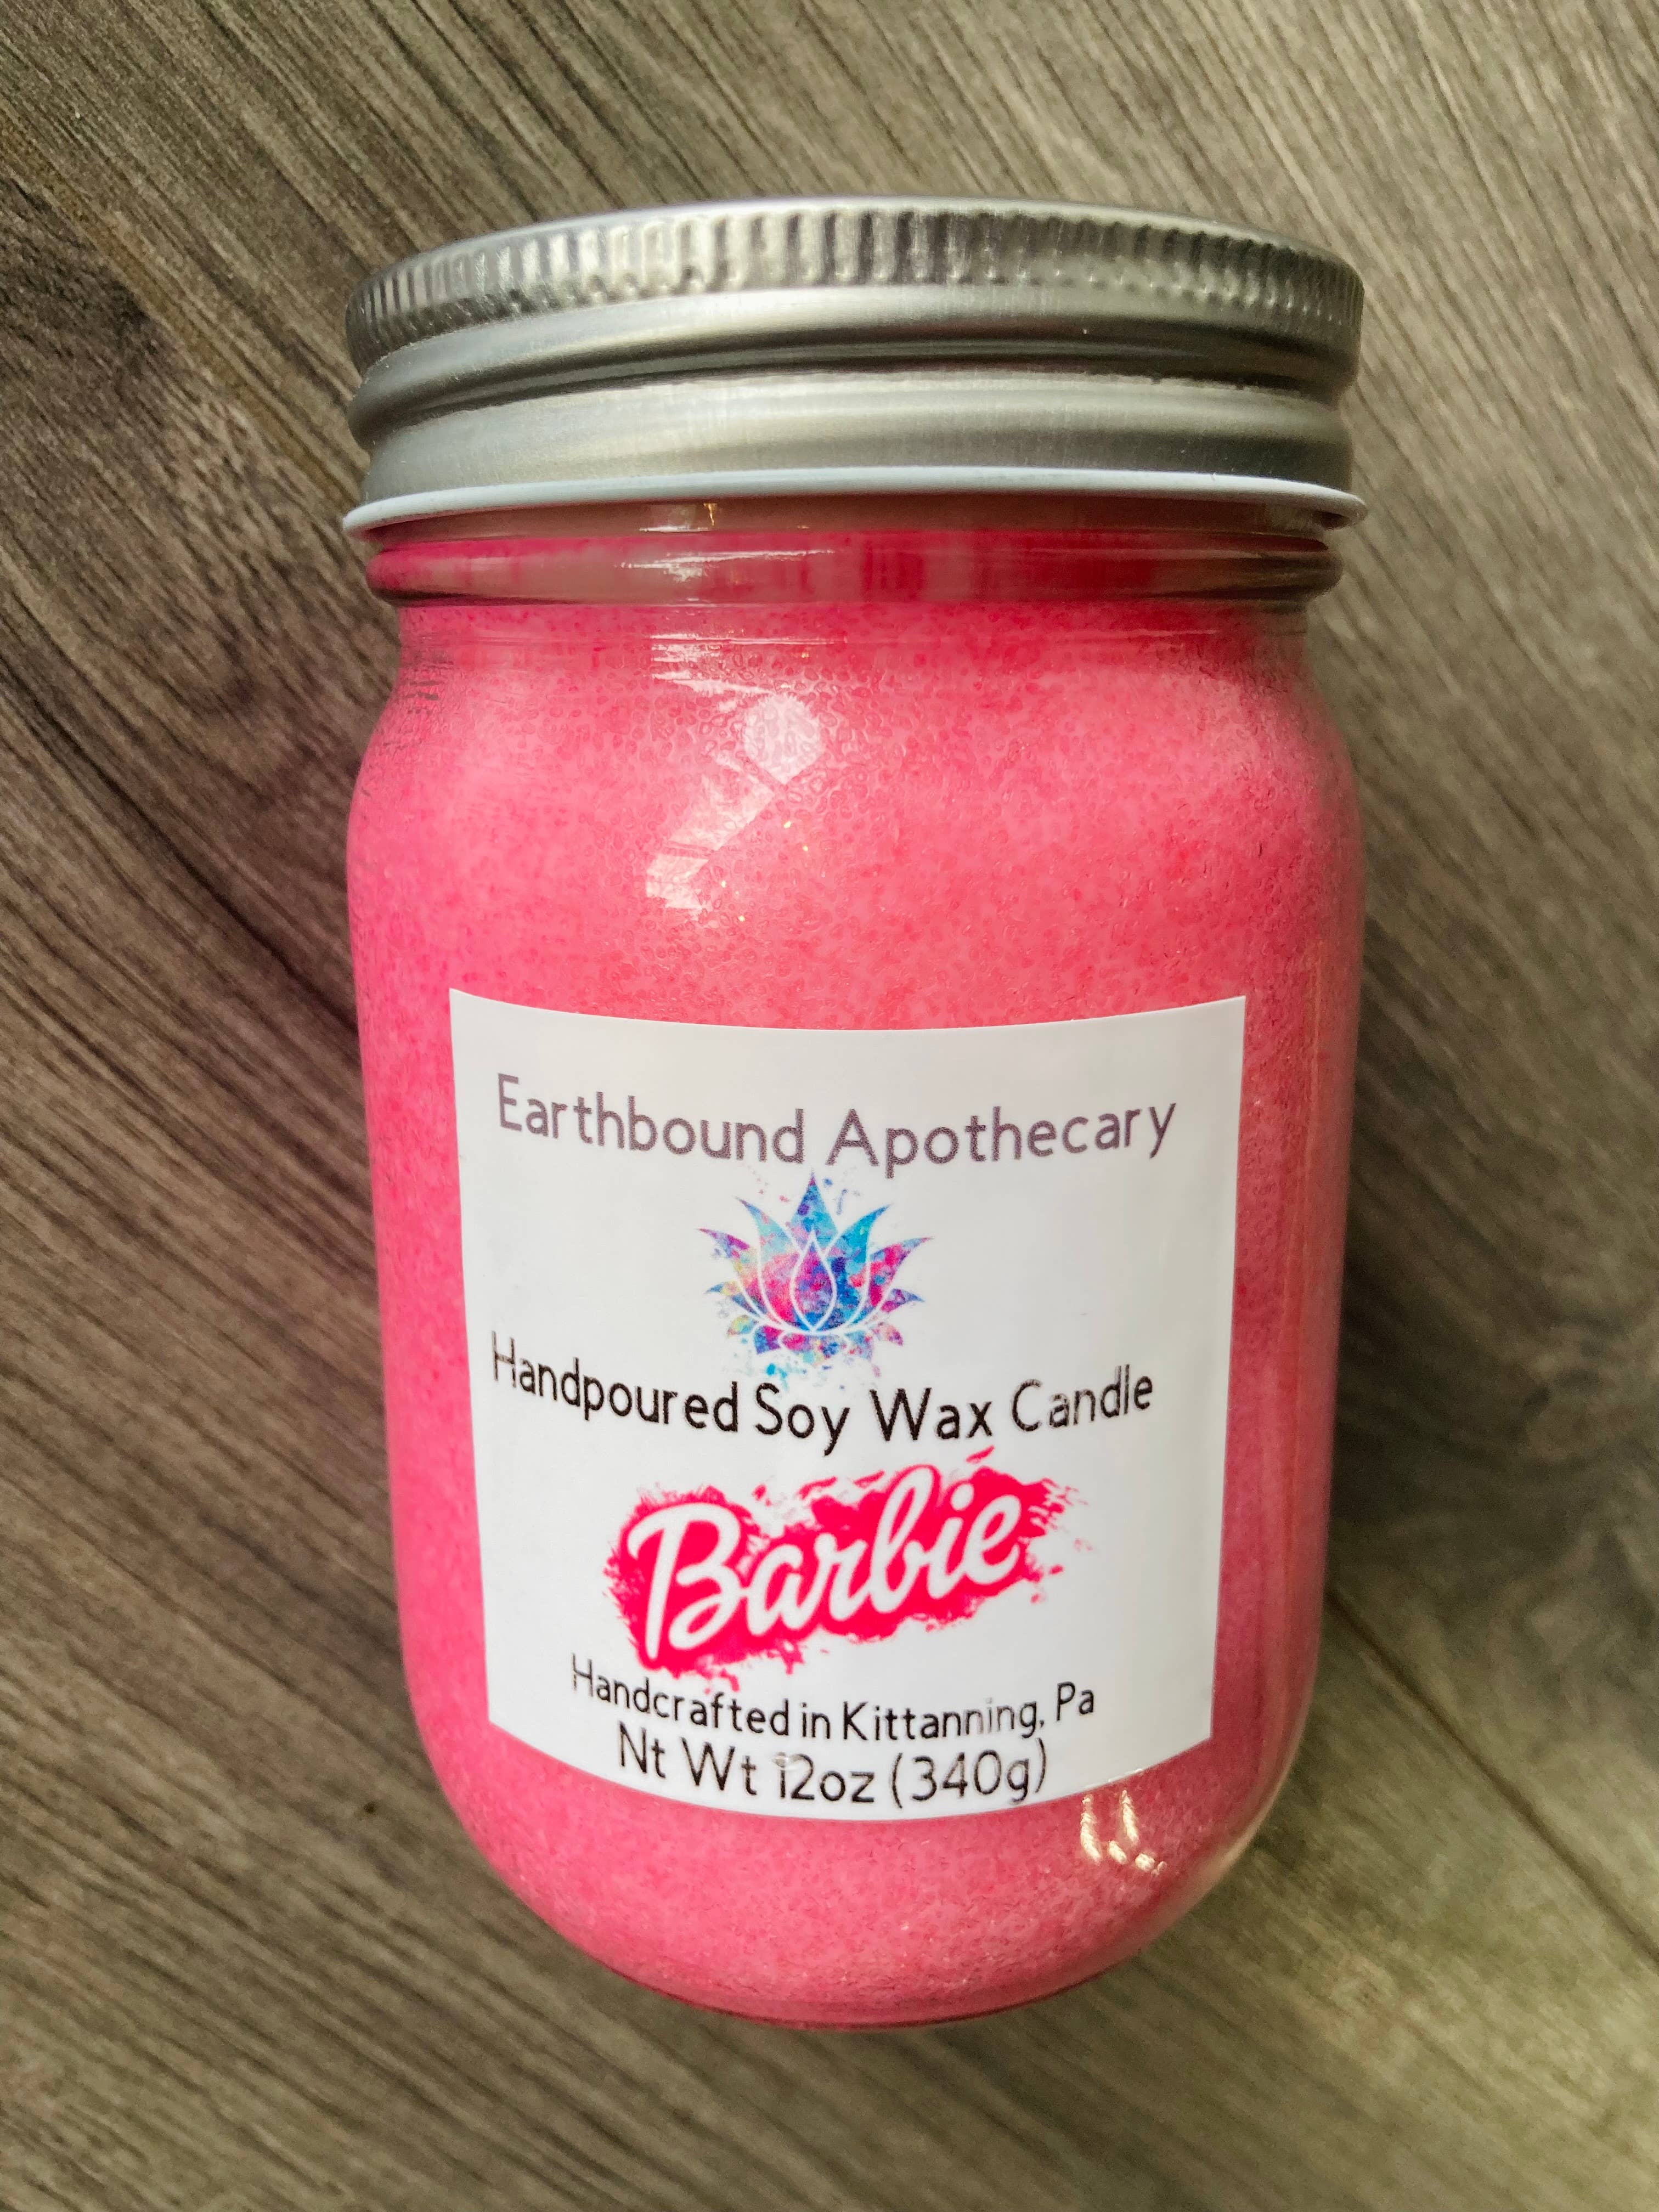 Earthbound Apothecary
Handpoured Soy Wax Candle
Barbie
Handcrafted in Kittanning, Pa
Nt Wt 12oz (340g)